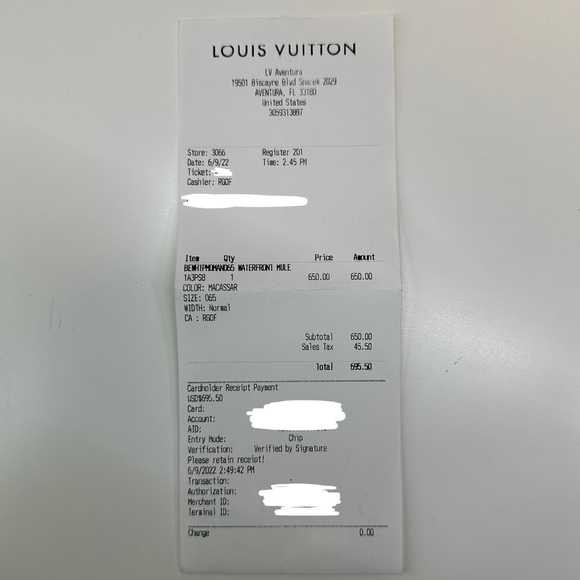 LOUIS VUITTON
LV Aventura
19501 Biscayne Blvd Space# 2029
AVENTURA, FL 33180
United States
3059313887
Store: 3066 Register 201
Date: 6/9/22 Time: 2.45 PM
Ticket:
Cashier: RGOF
Item Qty Price Amount
WATERFRONT MULE
1A3PS8 1 650.00 650.00
COLOR: MACASSAR
SIZE: 065
WIDTH: Normal
CA : RGOF
Subtotal 650.00
Sales Tax 45.50
Total 695.50
Cardholder Receipt Payment
USD$695.50
Card:
Account:
AID:
Entry Mode: Chip
Verification: Verified by Signature
Please retain receipt!
6/9/2022 2:49:42 PM
Transaction:
Authorization:
Merchant ID:
Terminal ID:
Change 0.00